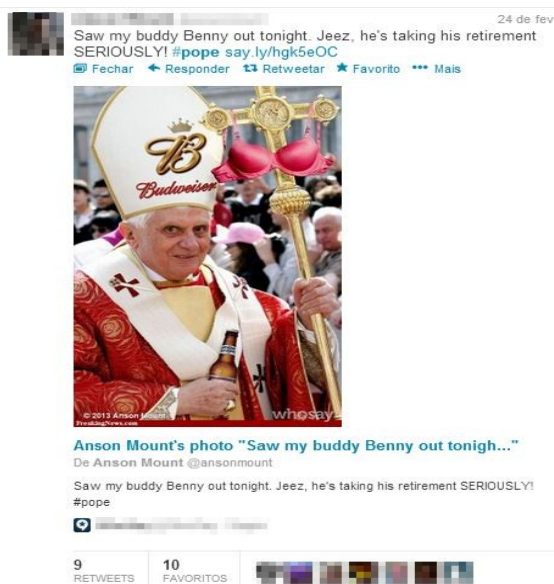 24 de fev
Saw my buddy Benny out tonight. Jeez, he's taking his retirement
SERIOUSLY! #pope say.ly/hgk5eOC
Fechar Responder Retweetar Favorito Mais
B
Budweiser
© 2013 Anson Mount
FreakingNews.com
whosay
Anson Mount's photo "Saw my buddy Benny out tonigh..."
De Anson Mount @ansonmount
Saw my buddy Benny out tonight. Jeez, he's taking his retirement SERIOUSLY!
#pope
9
RETWEETS
10
FAVORITOS